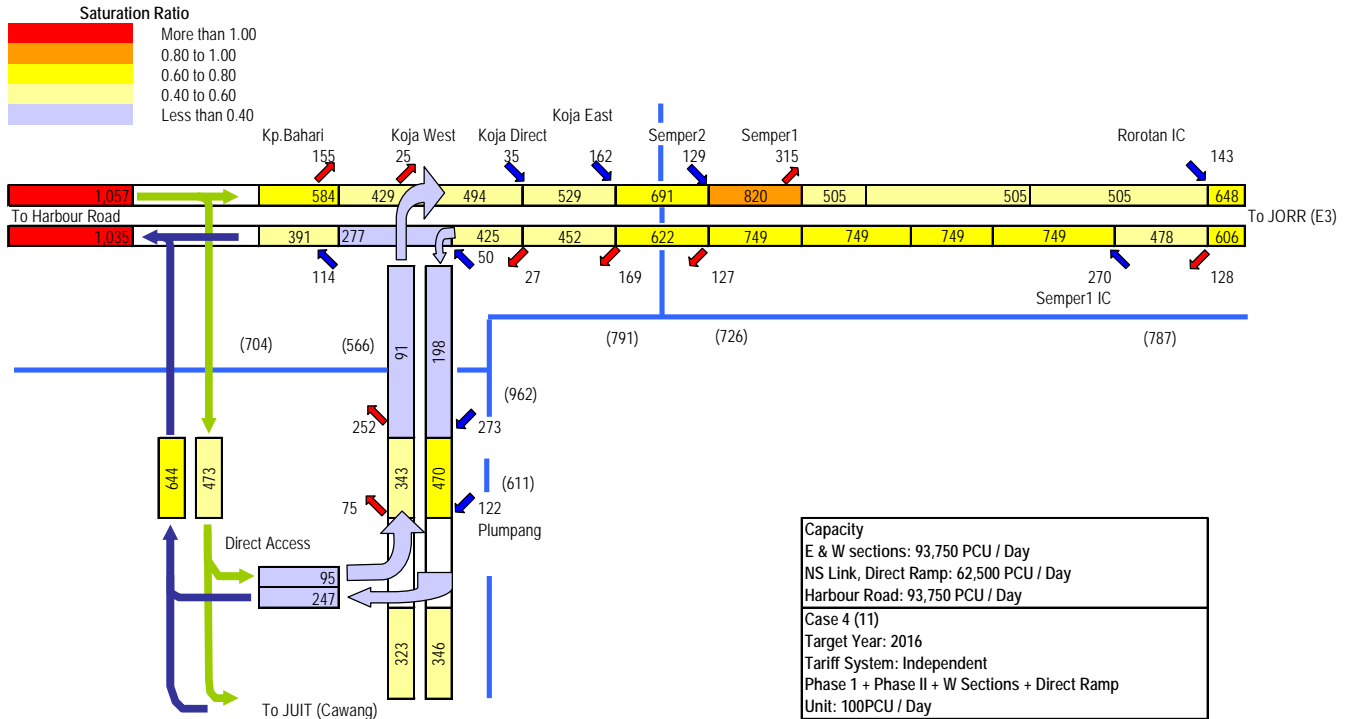 Saturation Ratio
More than 1.00
0.80 to 1.00
0.60 to 0.80
0.40 to 0.60
Less than 0.40
Koja East
Kp.Bahari Koja West Koja Direct Semper2 Semper1 Rorotan IC
155 25 35 162 129 315 143
1,057 584 429 494 529 691 820 505 505 505 648
To Harbour Road To JORR (E3)
1,035 391 277 425 452 622 749 749 749 749 478 606
50
114 27 169 127 270 128
Semper1 IC
(704) (566) 91 198 (791) (726) (787)
(962)
252 273
644 473 343 470 (611)
75 122
Plumpang
Direct Access
95
247
323 346
To JUIT (Cawang)
Capacity
E & W sections: 93,750 PCU / Day
NS Link, Direct Ramp: 62,500 PCU / Day
Harbour Road: 93,750 PCU / Day
Case 4 (11)
Target Year: 2016
Tariff System: Independent
Phase 1 + Phase II + W Sections + Direct Ramp
Unit: 100PCU / Day